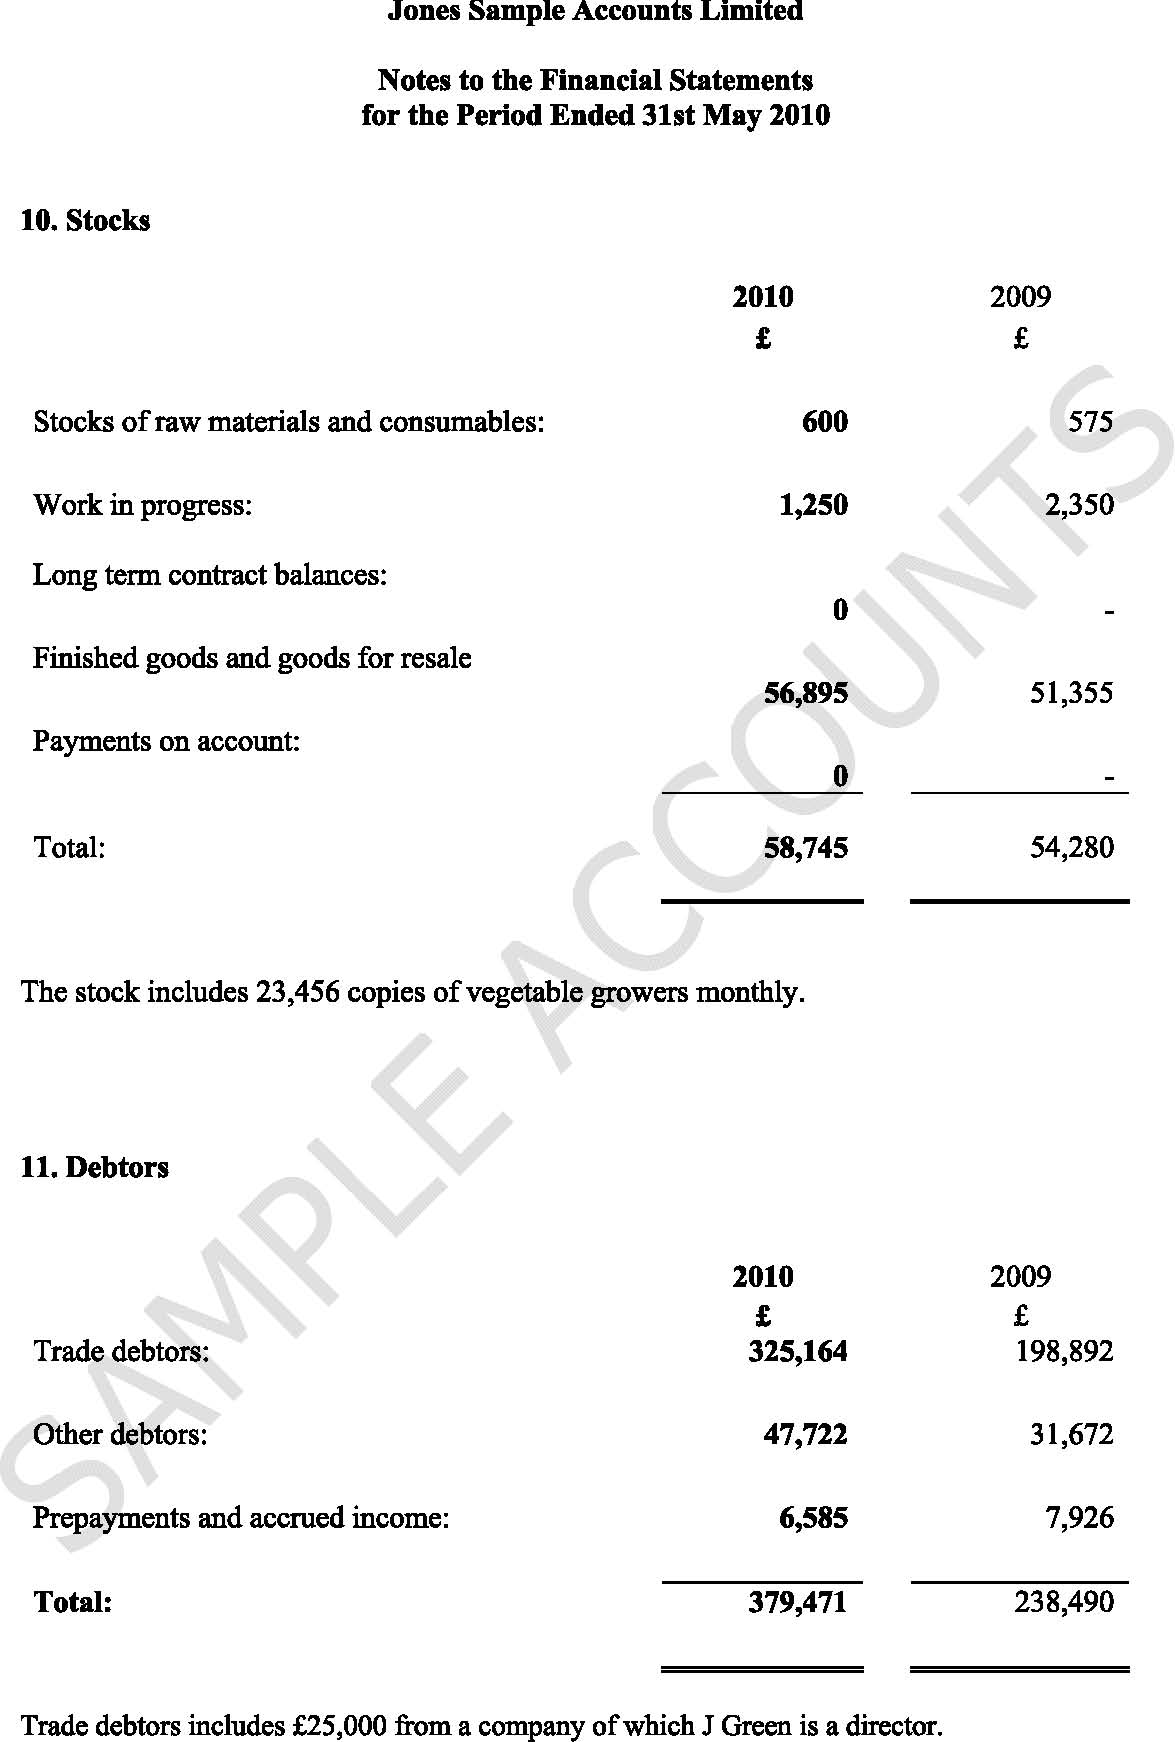 Jones Sample Accounts Limited
Notes to the Financial Statements
for the Period Ended 31st May 2010
10. Stocks
2010 2009
£ £
Stocks of raw materials and consumables: 600 575
Work in progress: 1,250 2,350
Long term contract balances:
0 -
Finished goods and goods for resale
56,895 51,355
Payments on account:
0 -
Total: 58,745 54,280
The stock includes 23,456 copies of vegetable growers monthly.
11. Debtors
2010 2009
£ £
Trade debtors: 325,164 198,892
Other debtors: 47,722 31,672
Prepayments and accrued income: 6,585 7,926
Total: 379,471 238,490
Trade debtors includes £25,000 from a company of which J Green is a director.
SAMPLE ACCOUNTS